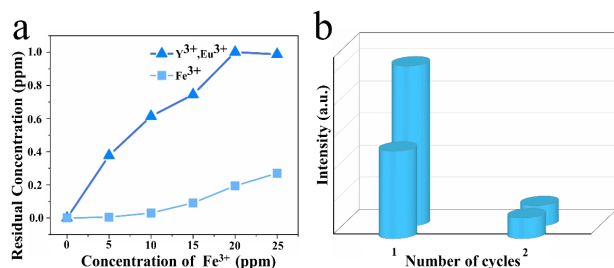 a
Residual Concentration (ppm)
1.0
0.8
0.6
0.4
0.2
0.0
Y³⁺,Eu³⁺
Fe³⁺
0 5 10 15 20 25
Concentration of Fe³⁺ (ppm)
b
Intensity (a.u.)
1 2
Number of cycles